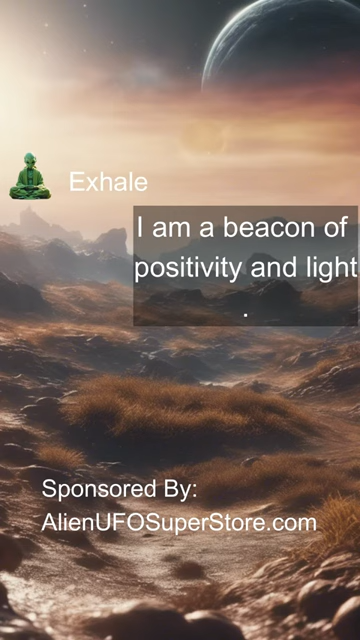 Exhale
I am a beacon of
positivity and light
.
Sponsored By:
AlienUFOSuperStore.com